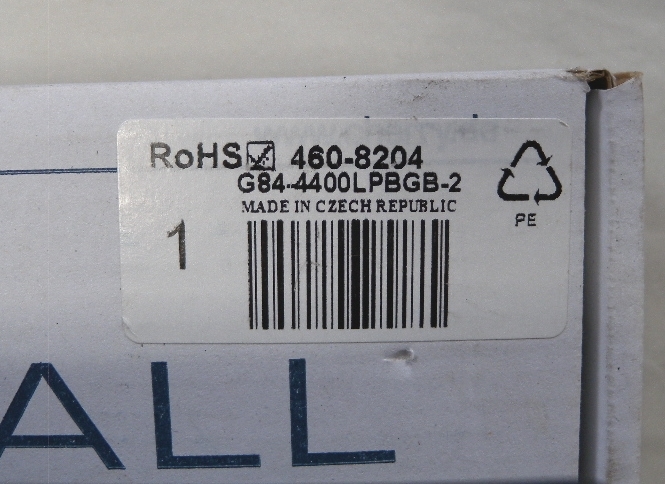 RoHS 460-8204
G84-4400LPBGB-2
MADE IN CZECH REPUBLIC
1
PE
ALL